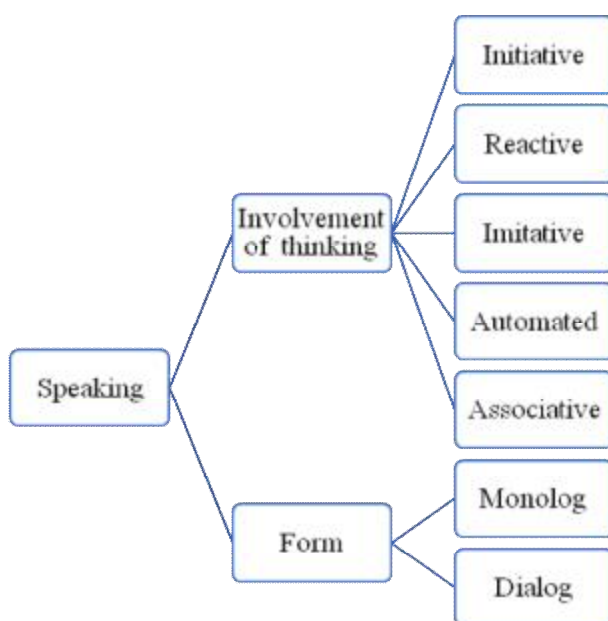 Initiative
Reactive
Involvement
of thinking
Imitative
Automated
Speaking
Associative
Monolog
Form
Dialog